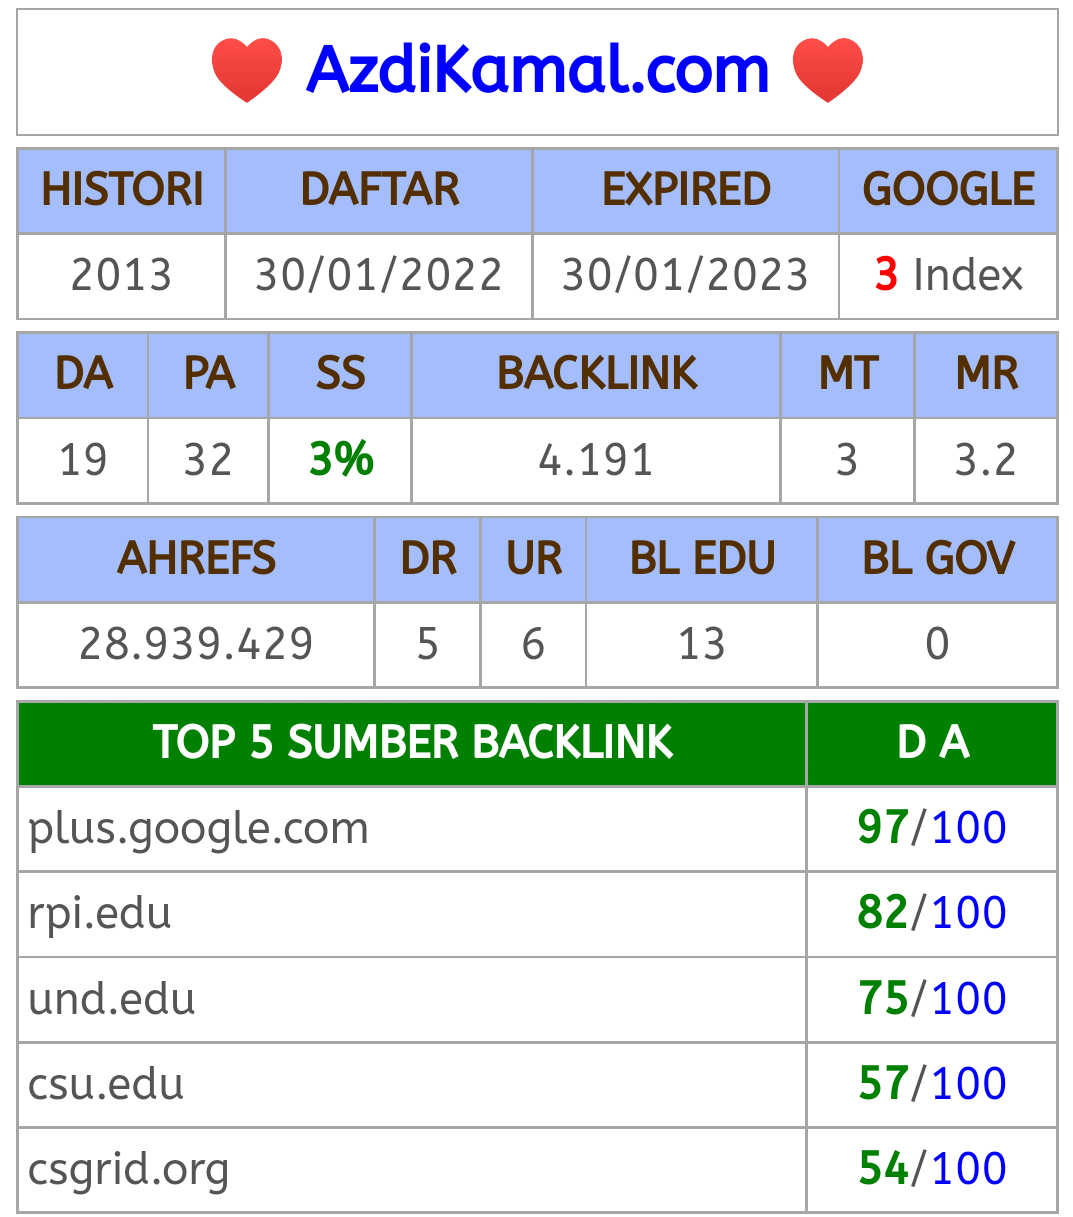 AzdiKamal.com
HISTORI DAFTAR EXPIRED GOOGLE
2013 30/01/2022 30/01/2023 3 Index
DA PA SS BACKLINK MT MR
19 32 3% 4.191 3 3.2
AHREFS DR UR BL EDU BL GOV
28.939.429 5 6 13 0
TOP 5 SUMBER BACKLINK D A
plus.google.com 97/100
rpi.edu 82/100
und.edu 75/100
csu.edu 57/100
csgrid.org 54/100